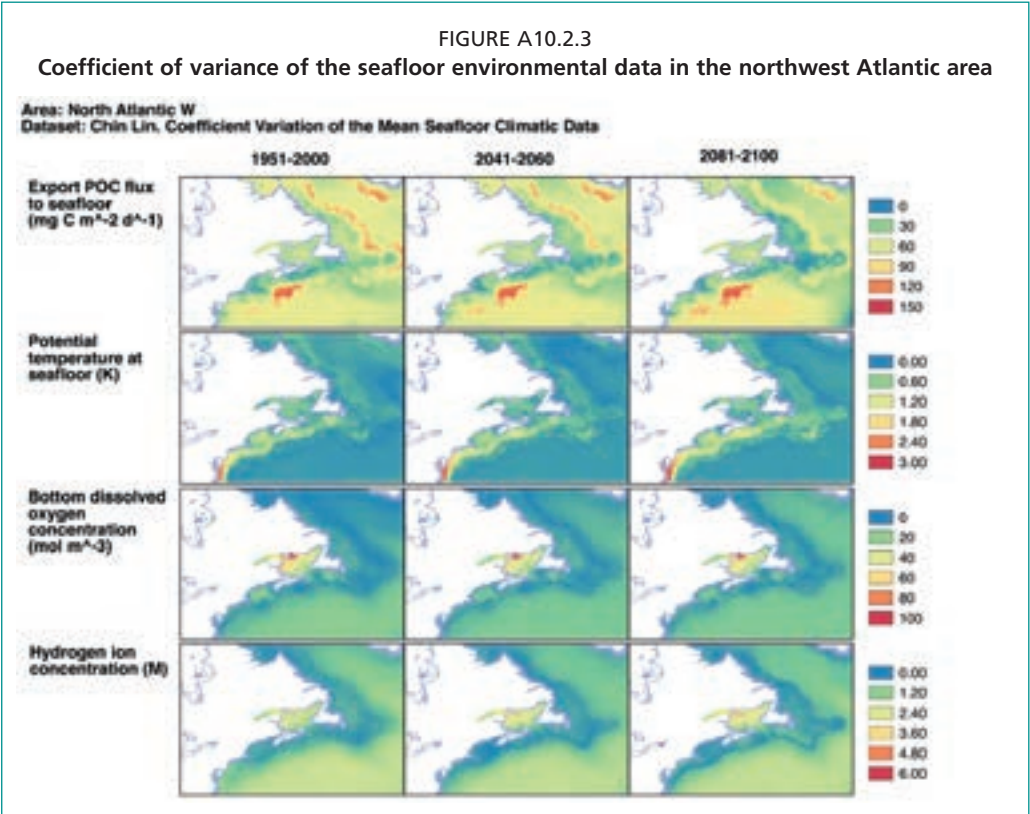 FIGURE A10.2.3
Coefficient of variance of the seafloor environmental data in the northwest Atlantic area
Area: North Atlantic W
Dataset: Chin Lin. Coefficient Variation of the Mean Seafloor Climatic Data
1951-2000 2041-2060 2081-2100
Export POC flux
to seafloor
(mg C m^-2 d^-1)
0
30
60
90
120
150
Potential
temperature at
seafloor (K)
0.00
0.60
1.20
1.80
2.40
3.00
Bottom dissolved
oxygen
concentration
(mol m^-3)
0
20
40
60
80
100
Hydrogen ion
concentration (M)
0.00
1.20
2.40
3.60
4.80
6.00